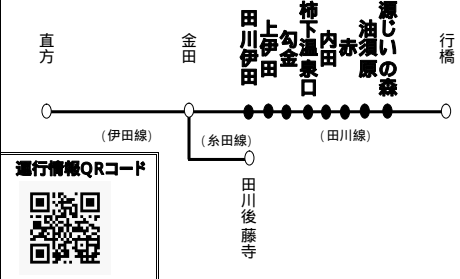 直方
金田
田川伊田
上伊田
勾金
柿下温泉口
内田
赤
油須原
源じいの森
行橋
(伊田線)
(糸田線)
(田川線)
田川後藤寺
運行情報QRコード